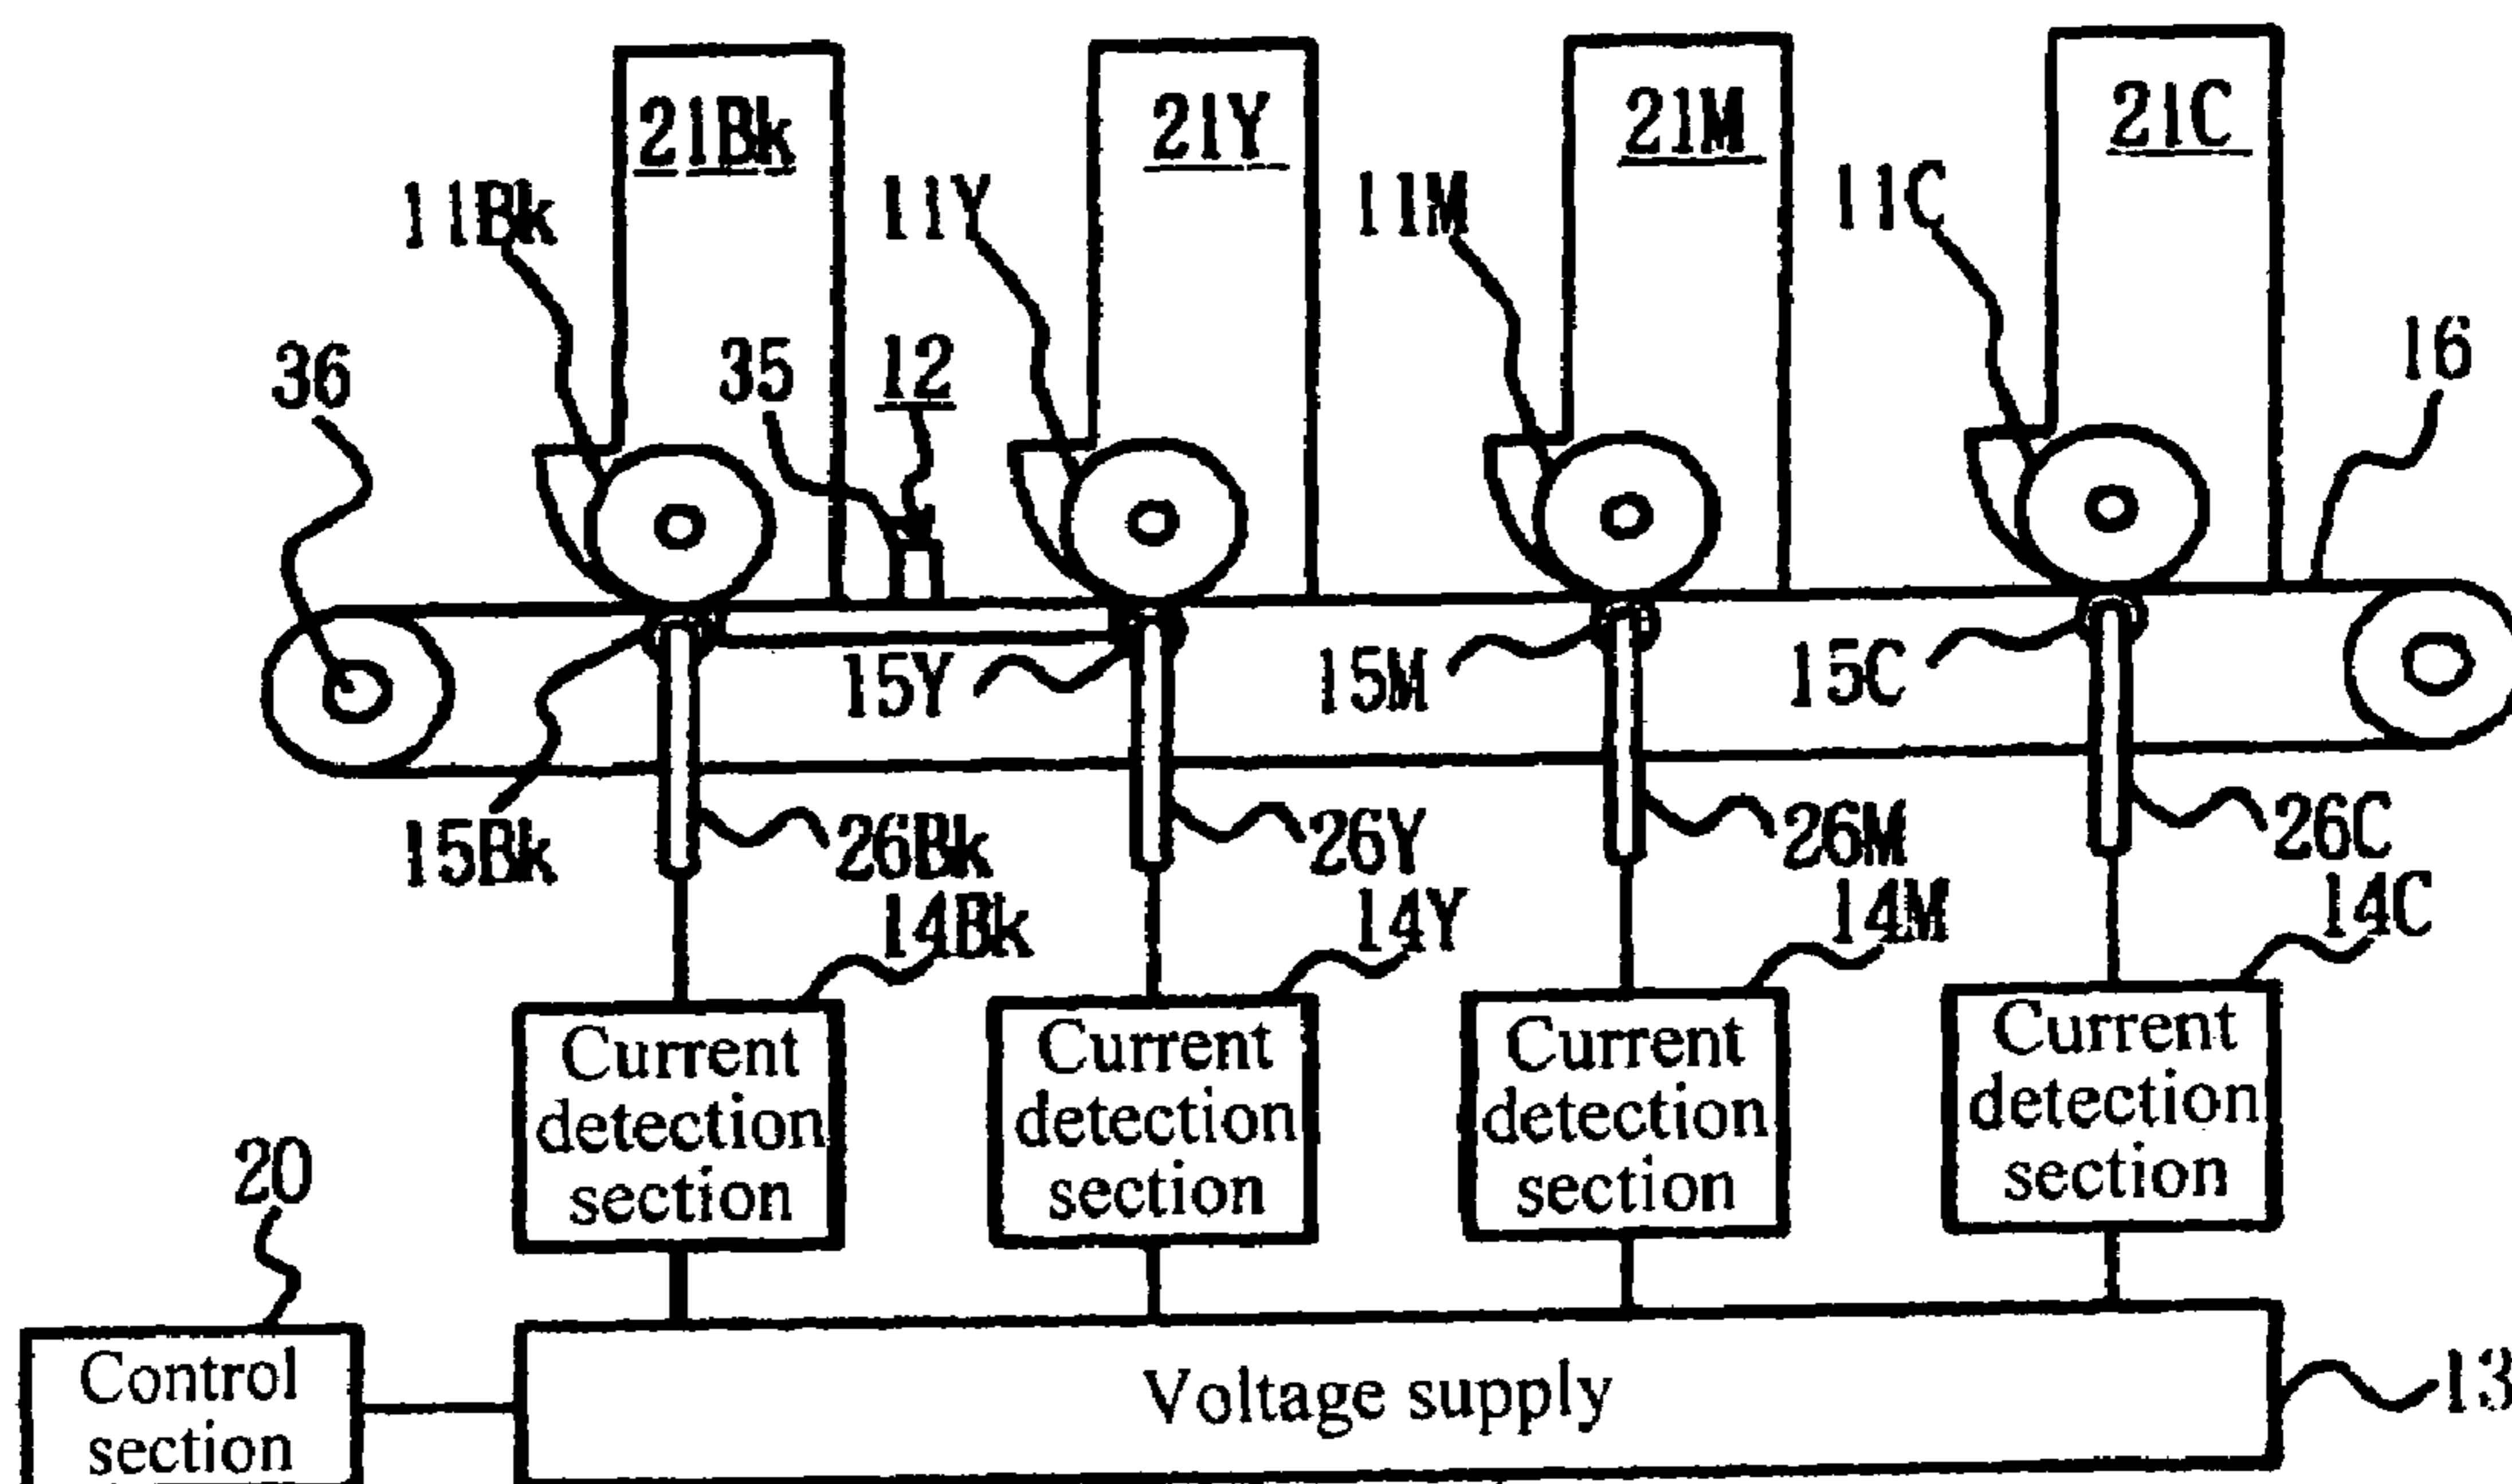 21Bk
21Y
21M
21C
11Bk
11Y
11M
11C
36
35
12
16
15Y
15M
15C
15Bk
26Bk
26Y
26M
26C
14Bk
14Y
14M
14C
Current
detection
section
Current
detection
section
Current
detection
section
Current
detection
section
20
Control
section
Voltage supply
13